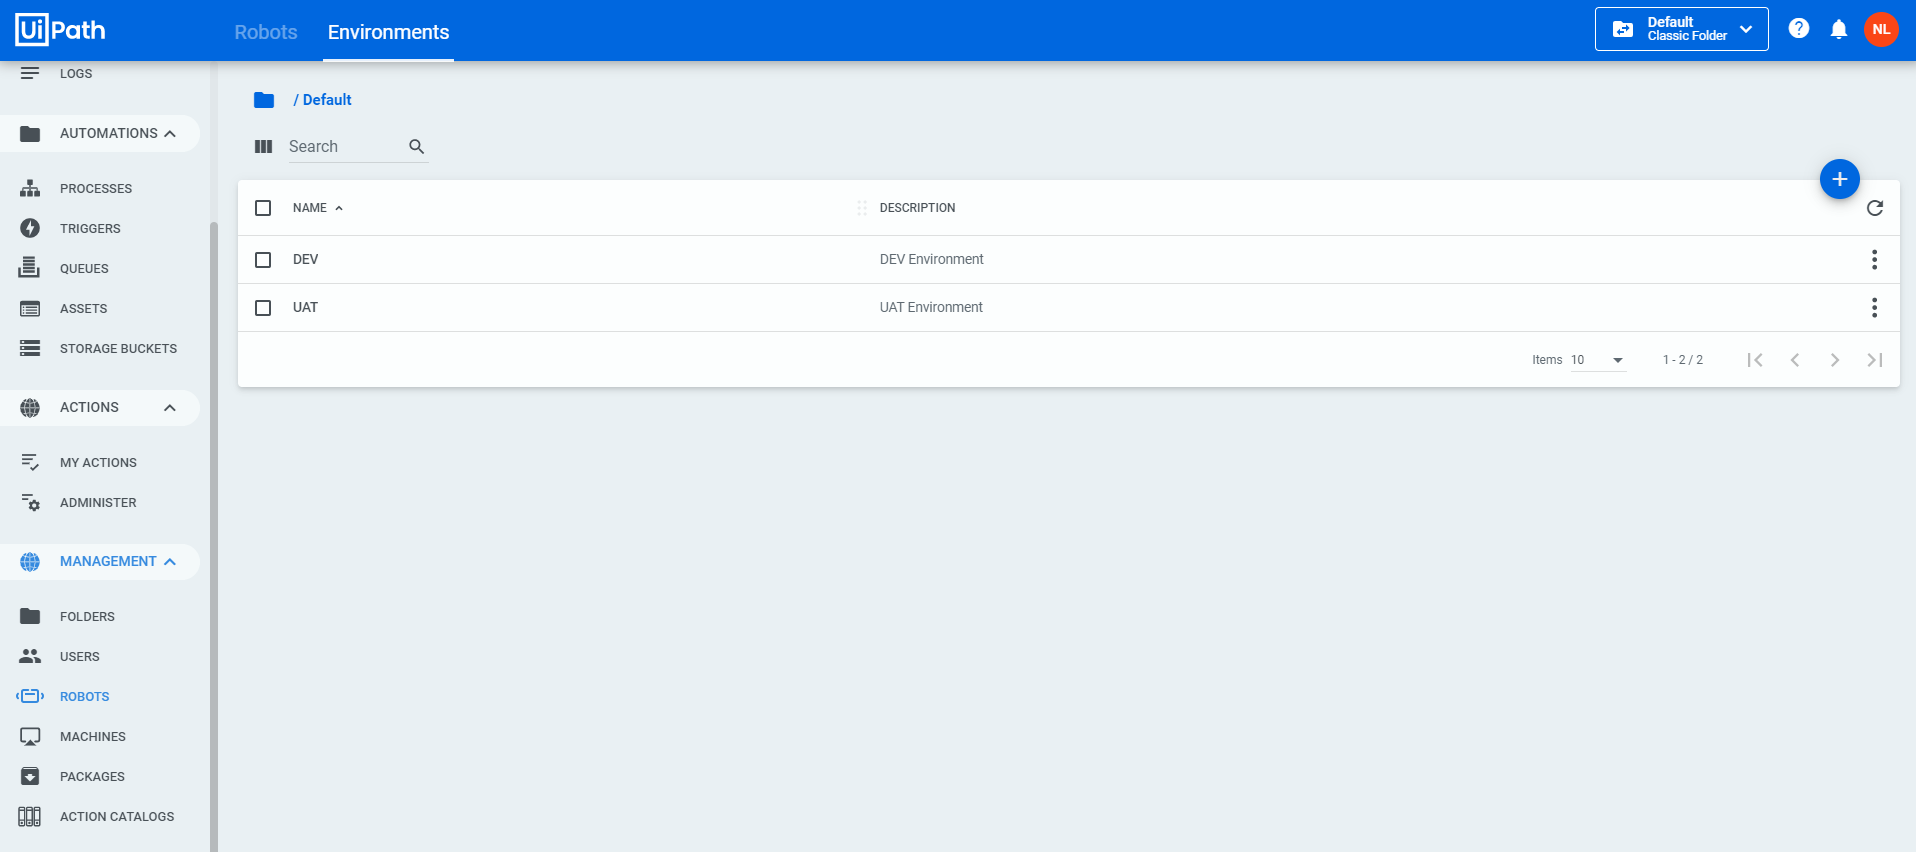 UiPath
Robots
Environments
Default
Classic Folder
NL
LOGS
AUTOMATIONS
PROCESSES
TRIGGERS
QUEUES
ASSETS
STORAGE BUCKETS
ACTIONS
MY ACTIONS
ADMINISTER
MANAGEMENT
FOLDERS
USERS
ROBOTS
MACHINES
PACKAGES
ACTION CATALOGS
/ Default
Search
NAME DESCRIPTION
DEV DEV Environment
UAT UAT Environment
Items 10 1 - 2 / 2